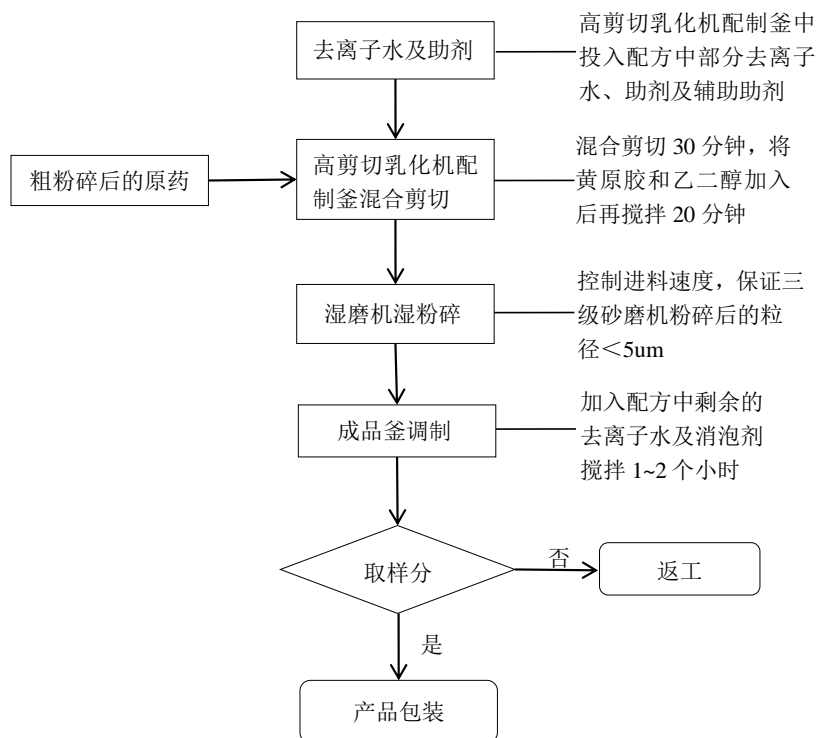 去离子水及助剂
高剪切乳化机配制釜中
投入配方中部分去离子
水、助剂及辅助助剂
粗粉碎后的原药
高剪切乳化机配
制釜混合剪切
混合剪切 30 分钟，将
黄原胶和乙二醇加入
后再搅拌 20 分钟
湿磨机湿粉碎
控制进料速度，保证三
级砂磨机粉碎后的粒
径＜5um
成品釜调制
加入配方中剩余的
去离子水及消泡剂
搅拌 1~2 个小时
取样分
否
返工
是
产品包装